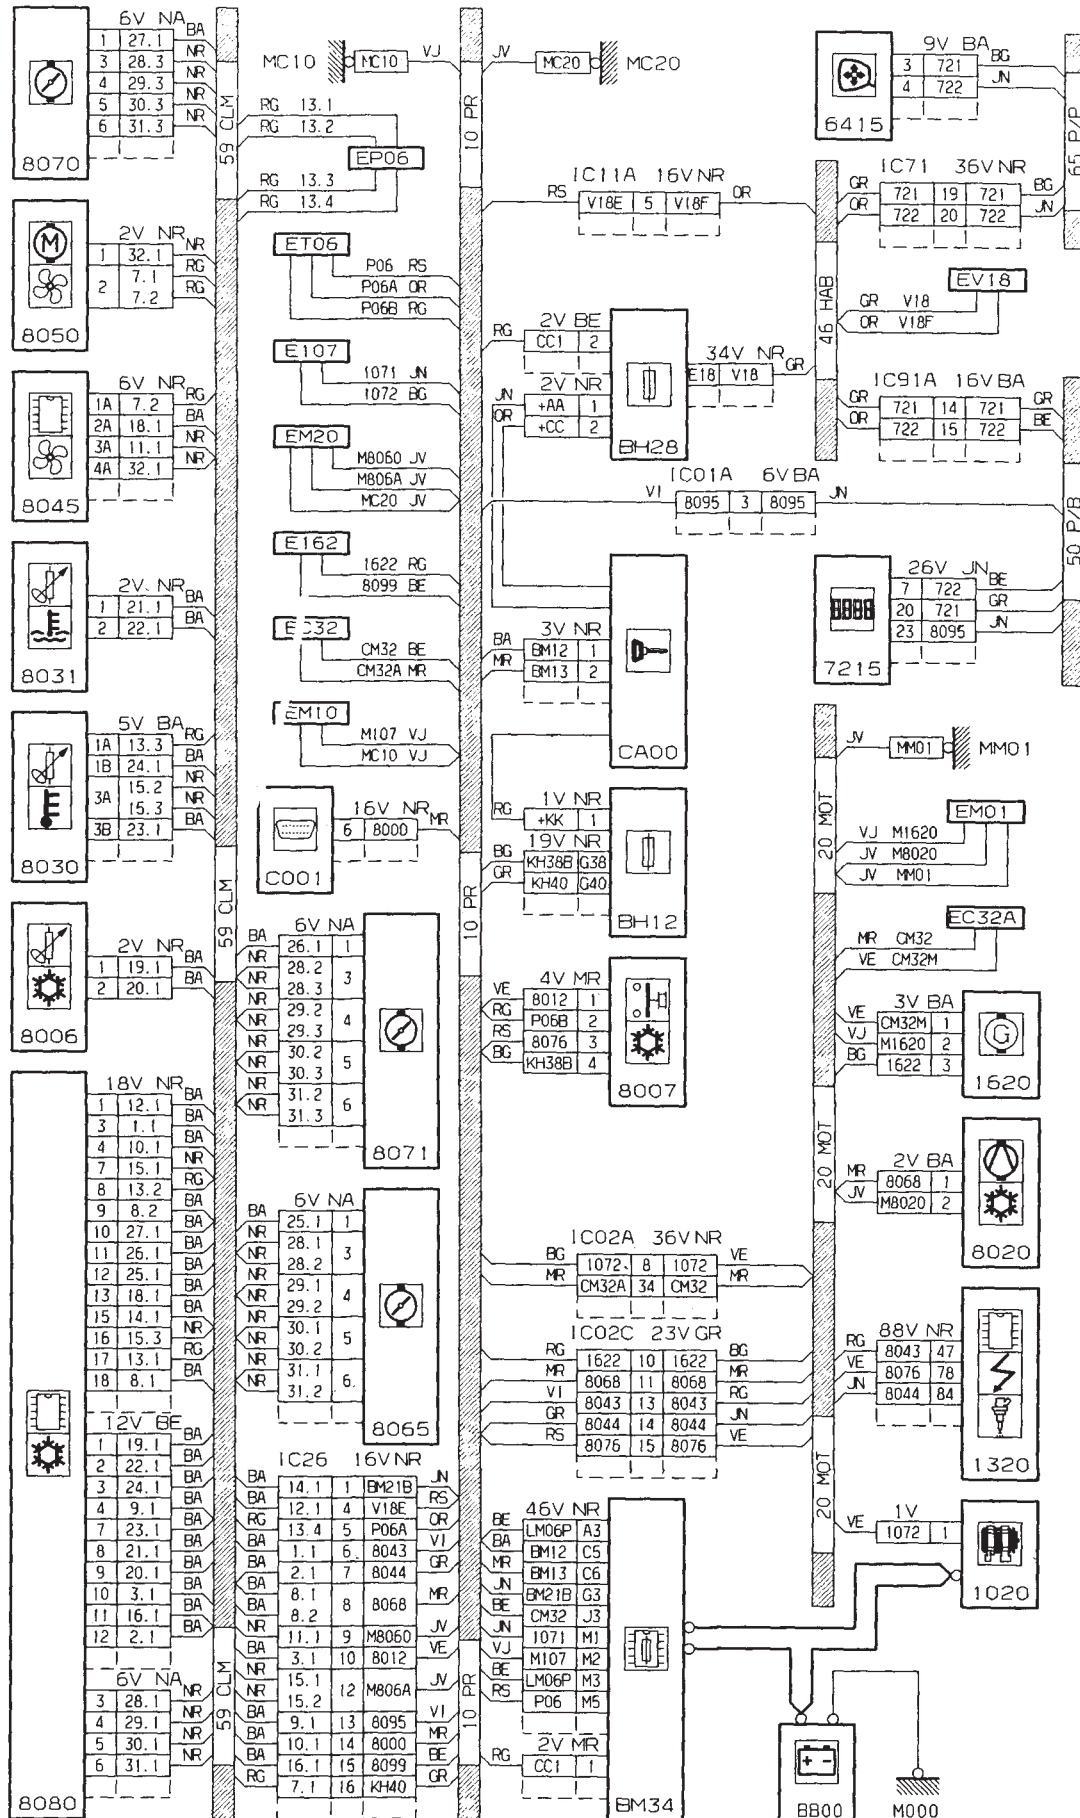 6V NA
1 27.1 BA
3 28.3 NR
4 29.3 NR
5 30.3 NR
6 31.3 NR
8070
2V NR
1 32.1 NR
2 7.1 RG
7.2 RG
8050
6V NR
1A 7.2 RG
2A 18.1 BA
3A 11.1 NR
4A 32.1 NR
8045
2V NR
1 21.1 BA
2 22.1 BA
8031
5V BA
1A 13.3 RG
1B 24.1 BA
3A 15.2 NR
15.3 NR
3B 23.1 BA
8030
2V NR
1 19.1 BA
2 20.1 BA
8006
18V NR
1 12.1 BA
3 1.1 BA
4 10.1 BA
7 15.1 NR
8 13.2 RG
9 8.2 BA
10 27.1 BA
11 26.1 BA
12 25.1 BA
13 18.1 BA
15 14.1 BA
16 15.3 NR
17 13.1 RG
18 8.1 BA
12V BE
1 19.1 BA
2 22.1 BA
3 24.1 BA
4 9.1 BA
7 23.1 BA
8 21.1 BA
9 20.1 BA
10 3.1 BA
11 16.1 BA
12 2.1 BA
6V NA
3 28.1 NR
4 29.1 NR
5 30.1 NR
6 31.1 NR
8080
59 CLM
59 CLM
59 CLM
MC10 MC10 VJ
RG 13.1
RG 13.2
EP06
RG 13.3
RG 13.4
ET06
P06 RS
P06A OR
P06B RG
E107
1071 JN
1072 BG
EM20
M8060 JV
M806A JV
MC20 JV
E162
1622 RG
8099 BE
EC32
CM32 BE
CM32A MR
EM10
M107 VJ
MC10 VJ
16V NR
6 8000 MR
C001
6V NA
BA 26.1 1
NR 28.2 3
NR 28.3
NR 29.2 4
NR 29.3
NR 30.2 5
NR 30.3
NR 31.2 6
NR 31.3
8071
6V NA
BA 25.1 1
NR 28.1 3
NR 28.2
NR 29.1 4
NR 29.2
NR 30.1 5
NR 30.2
NR 31.1 6
NR 31.2
8065
IC26 16V NR
BA 14.1 1 BM21B JN
BA 12.1 4 V18E RS
RG 13.4 5 P06A OR
BA 1.1 6 8043 VI
BA 2.1 7 8044 GR
BA 8.1 8 8068 MR
BA 8.2
NR 11.1 9 M8060 JV
BA 3.1 10 8012 VE
NR 15.1 12 M806A JV
NR 15.2
BA 9.1 13 8095 VI
BA 10.1 14 8000 MR
BA 16.1 15 8099 BE
RG 7.1 16 KH40 GR
10 PR
10 PR
10 PR
JV MC20 MC20
IC11A 16V NR
RS V18E 5 V18F OR
2V BE
RG CC1 2
2V NR
JN +AA 1
OR +CC 2
34V NR
E18 V18 GR
BH28
IC01A 6V BA
VI 8095 3 8095 JN
3V NR
BA BM12 1
MR BM13 2
CA00
1V NR
RG +KK 1
19V NR
BG KH38B G38
GR KH40 G40
BH12
4V MR
VE 8012 1
RG P06B 2
RS 8076 3
BG KH38B 4
8007
IC02A 36V NR
BG 1072 8 1072 VE
MR CM32A 34 CM32 MR
IC02C 23V GR
RG 1622 10 1622 BG
MR 8068 11 8068 MR
VI 8043 13 8043 RG
GR 8044 14 8044 JN
RS 8076 15 8076 VE
46V NR
BE LM06P A3
BA BM12 C5
MR BM13 C6
JN BM21B G3
BE CM32 J3
JN 1071 M1
VJ M107 M2
BE LM06P M3
RS P06 M5
2V MR
RG CC1 1
BM34
9V BA
3 721 BG
4 722 JN
6415
65 P/P
IC71 36V NR
GR 721 19 721 BG
OR 722 20 722 JN
46 HAB
EV18
GR V18
OR V18F
IC91A 16V BA
GR 721 14 721 GR
OR 722 15 722 BE
50 P/B
26V JN
7 722 BE
20 721 GR
23 8095 JN
7215
20 MOT
20 MOT
20 MOT
JV MM01 MM01
EM01
VJ M1620
JV M8020
JV MM01
EC32A
MR CM32
VE CM32M
3V BA
VE CM32M 1
VJ M1620 2
BG 1622 3
G
1620
2V BA
MR 8068 1
JV M8020 2
8020
88V NR
RG 8043 47
VE 8076 78
JN 8044 84
1320
1V
VE 1072 1
1020
BB00
M000
M